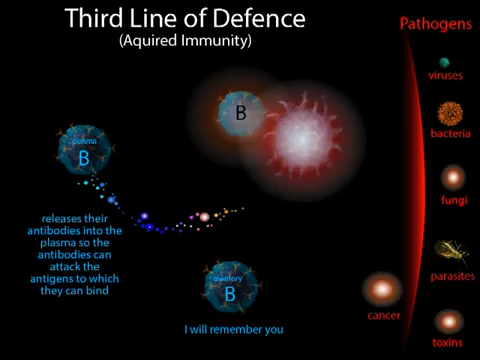 Third Line of Defence
(Aquired Immunity)
Pathogens
viruses
bacteria
fungi
parasites
toxins
cancer
B
plasma
B
releases their
antibodies into the
plasma so the
antibodies can
attack the
antigens to which
they can bind
memory
B
I will remember you